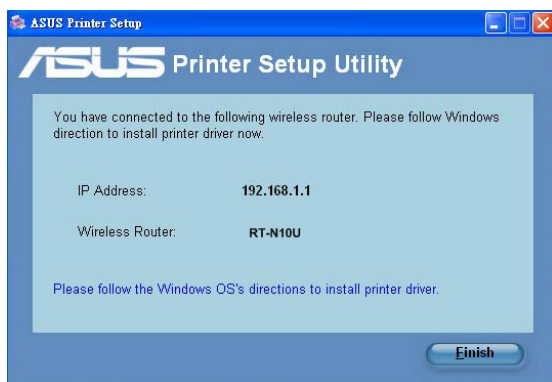 ASUS Printer Setup
ASUS Printer Setup Utility
You have connected to the following wireless router. Please follow Windows
direction to install printer driver now.
IP Address: 192.168.1.1
Wireless Router: RT-N10U
Please follow the Windows OS's directions to install printer driver.
Finish